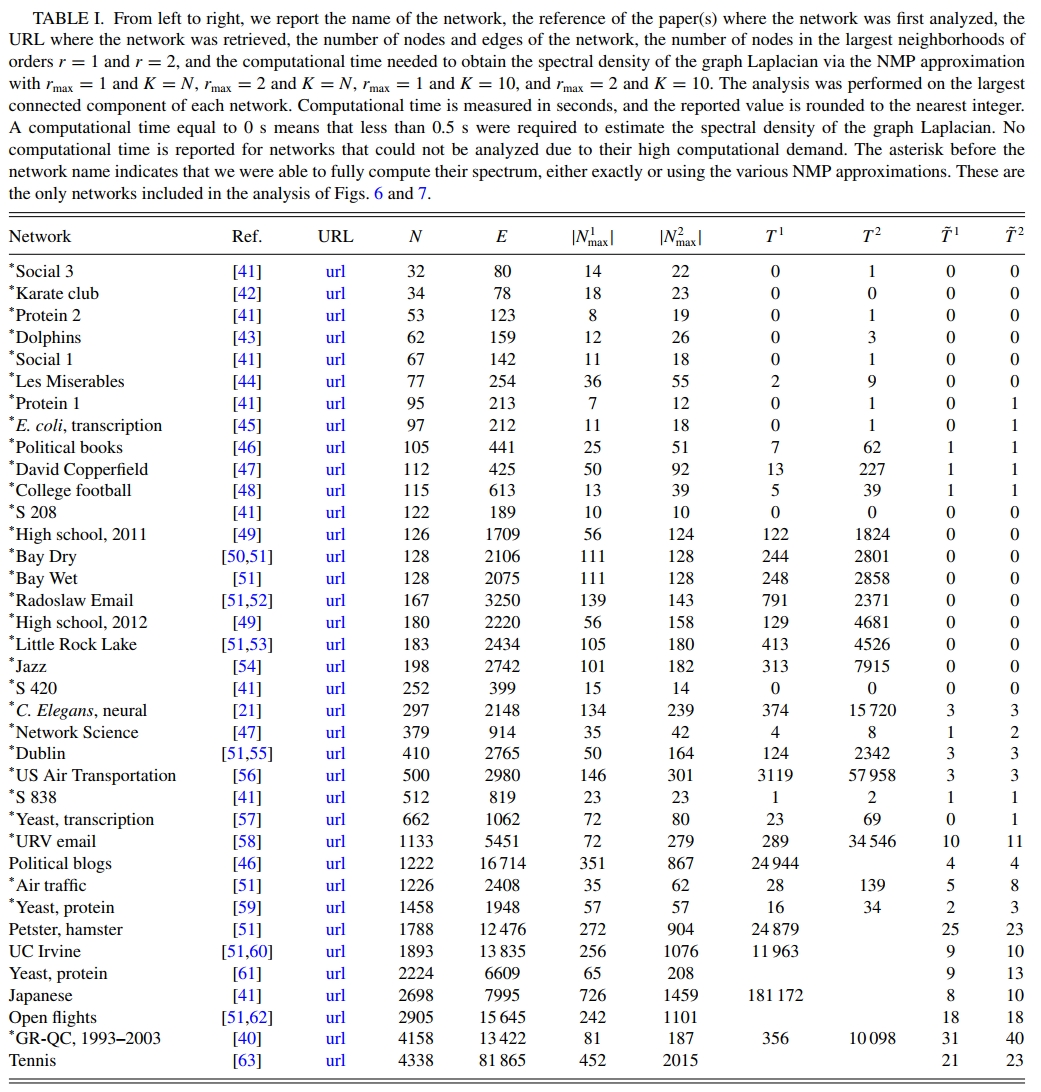 TABLE I. From left to right, we report the name of the network, the reference of the paper(s) where the network was first analyzed, the
URL where the network was retrieved, the number of nodes and edges of the network, the number of nodes in the largest neighborhoods of
orders r = 1 and r = 2, and the computational time needed to obtain the spectral density of the graph Laplacian via the NMP approximation
with rmax = 1 and K = N, rmax = 2 and K = N, rmax = 1 and K = 10, and rmax = 2 and K = 10. The analysis was performed on the largest
connected component of each network. Computational time is measured in seconds, and the reported value is rounded to the nearest integer.
A computational time equal to 0 s means that less than 0.5 s were required to estimate the spectral density of the graph Laplacian. No
computational time is reported for networks that could not be analyzed due to their high computational demand. The asterisk before the
network name indicates that we were able to fully compute their spectrum, either exactly or using the various NMP approximations. These are
the only networks included in the analysis of Figs. 6 and 7.
Network Ref. URL N E |N¹max| |N²max| T¹ T² T̃¹ T̃²
*Social 3 [41] url 32 80 14 22 0 1 0 0
*Karate club [42] url 34 78 18 23 0 0 0 0
*Protein 2 [41] url 53 123 8 19 0 1 0 0
*Dolphins [43] url 62 159 12 26 0 3 0 0
*Social 1 [41] url 67 142 11 18 0 1 0 0
*Les Miserables [44] url 77 254 36 55 2 9 0 0
*Protein 1 [41] url 95 213 7 12 0 1 0 1
*E. coli, transcription [45] url 97 212 11 18 0 1 0 1
*Political books [46] url 105 441 25 51 7 62 1 1
*David Copperfield [47] url 112 425 50 92 13 227 1 1
*College football [48] url 115 613 13 39 5 39 1 1
*S 208 [41] url 122 189 10 10 0 0 0 0
*High school, 2011 [49] url 126 1709 56 124 122 1824 0 0
*Bay Dry [50,51] url 128 2106 111 128 244 2801 0 0
*Bay Wet [51] url 128 2075 111 128 248 2858 0 0
*Radoslaw Email [51,52] url 167 3250 139 143 791 2371 0 0
*High school, 2012 [49] url 180 2220 56 158 129 4681 0 0
*Little Rock Lake [51,53] url 183 2434 105 180 413 4526 0 0
*Jazz [54] url 198 2742 101 182 313 7915 0 0
*S 420 [41] url 252 399 15 14 0 0 0 0
*C. Elegans, neural [21] url 297 2148 134 239 374 15 720 3 3
*Network Science [47] url 379 914 35 42 4 8 1 2
*Dublin [51,55] url 410 2765 50 164 124 2342 3 3
*US Air Transportation [56] url 500 2980 146 301 3119 57 958 3 3
*S 838 [41] url 512 819 23 23 1 2 1 1
*Yeast, transcription [57] url 662 1062 72 80 23 69 0 1
*URV email [58] url 1133 5451 72 279 289 34 546 10 11
Political blogs [46] url 1222 16 714 351 867 24 944 4 4
*Air traffic [51] url 1226 2408 35 62 28 139 5 8
*Yeast, protein [59] url 1458 1948 57 57 16 34 2 3
Petster, hamster [51] url 1788 12 476 272 904 24 879 25 23
UC Irvine [51,60] url 1893 13 835 256 1076 11 963 9 10
Yeast, protein [61] url 2224 6609 65 208 9 13
Japanese [41] url 2698 7995 726 1459 181 172 8 10
Open flights [51,62] url 2905 15 645 242 1101 18 18
*GR-QC, 1993–2003 [40] url 4158 13 422 81 187 356 10 098 31 40
Tennis [63] url 4338 81 865 452 2015 21 23